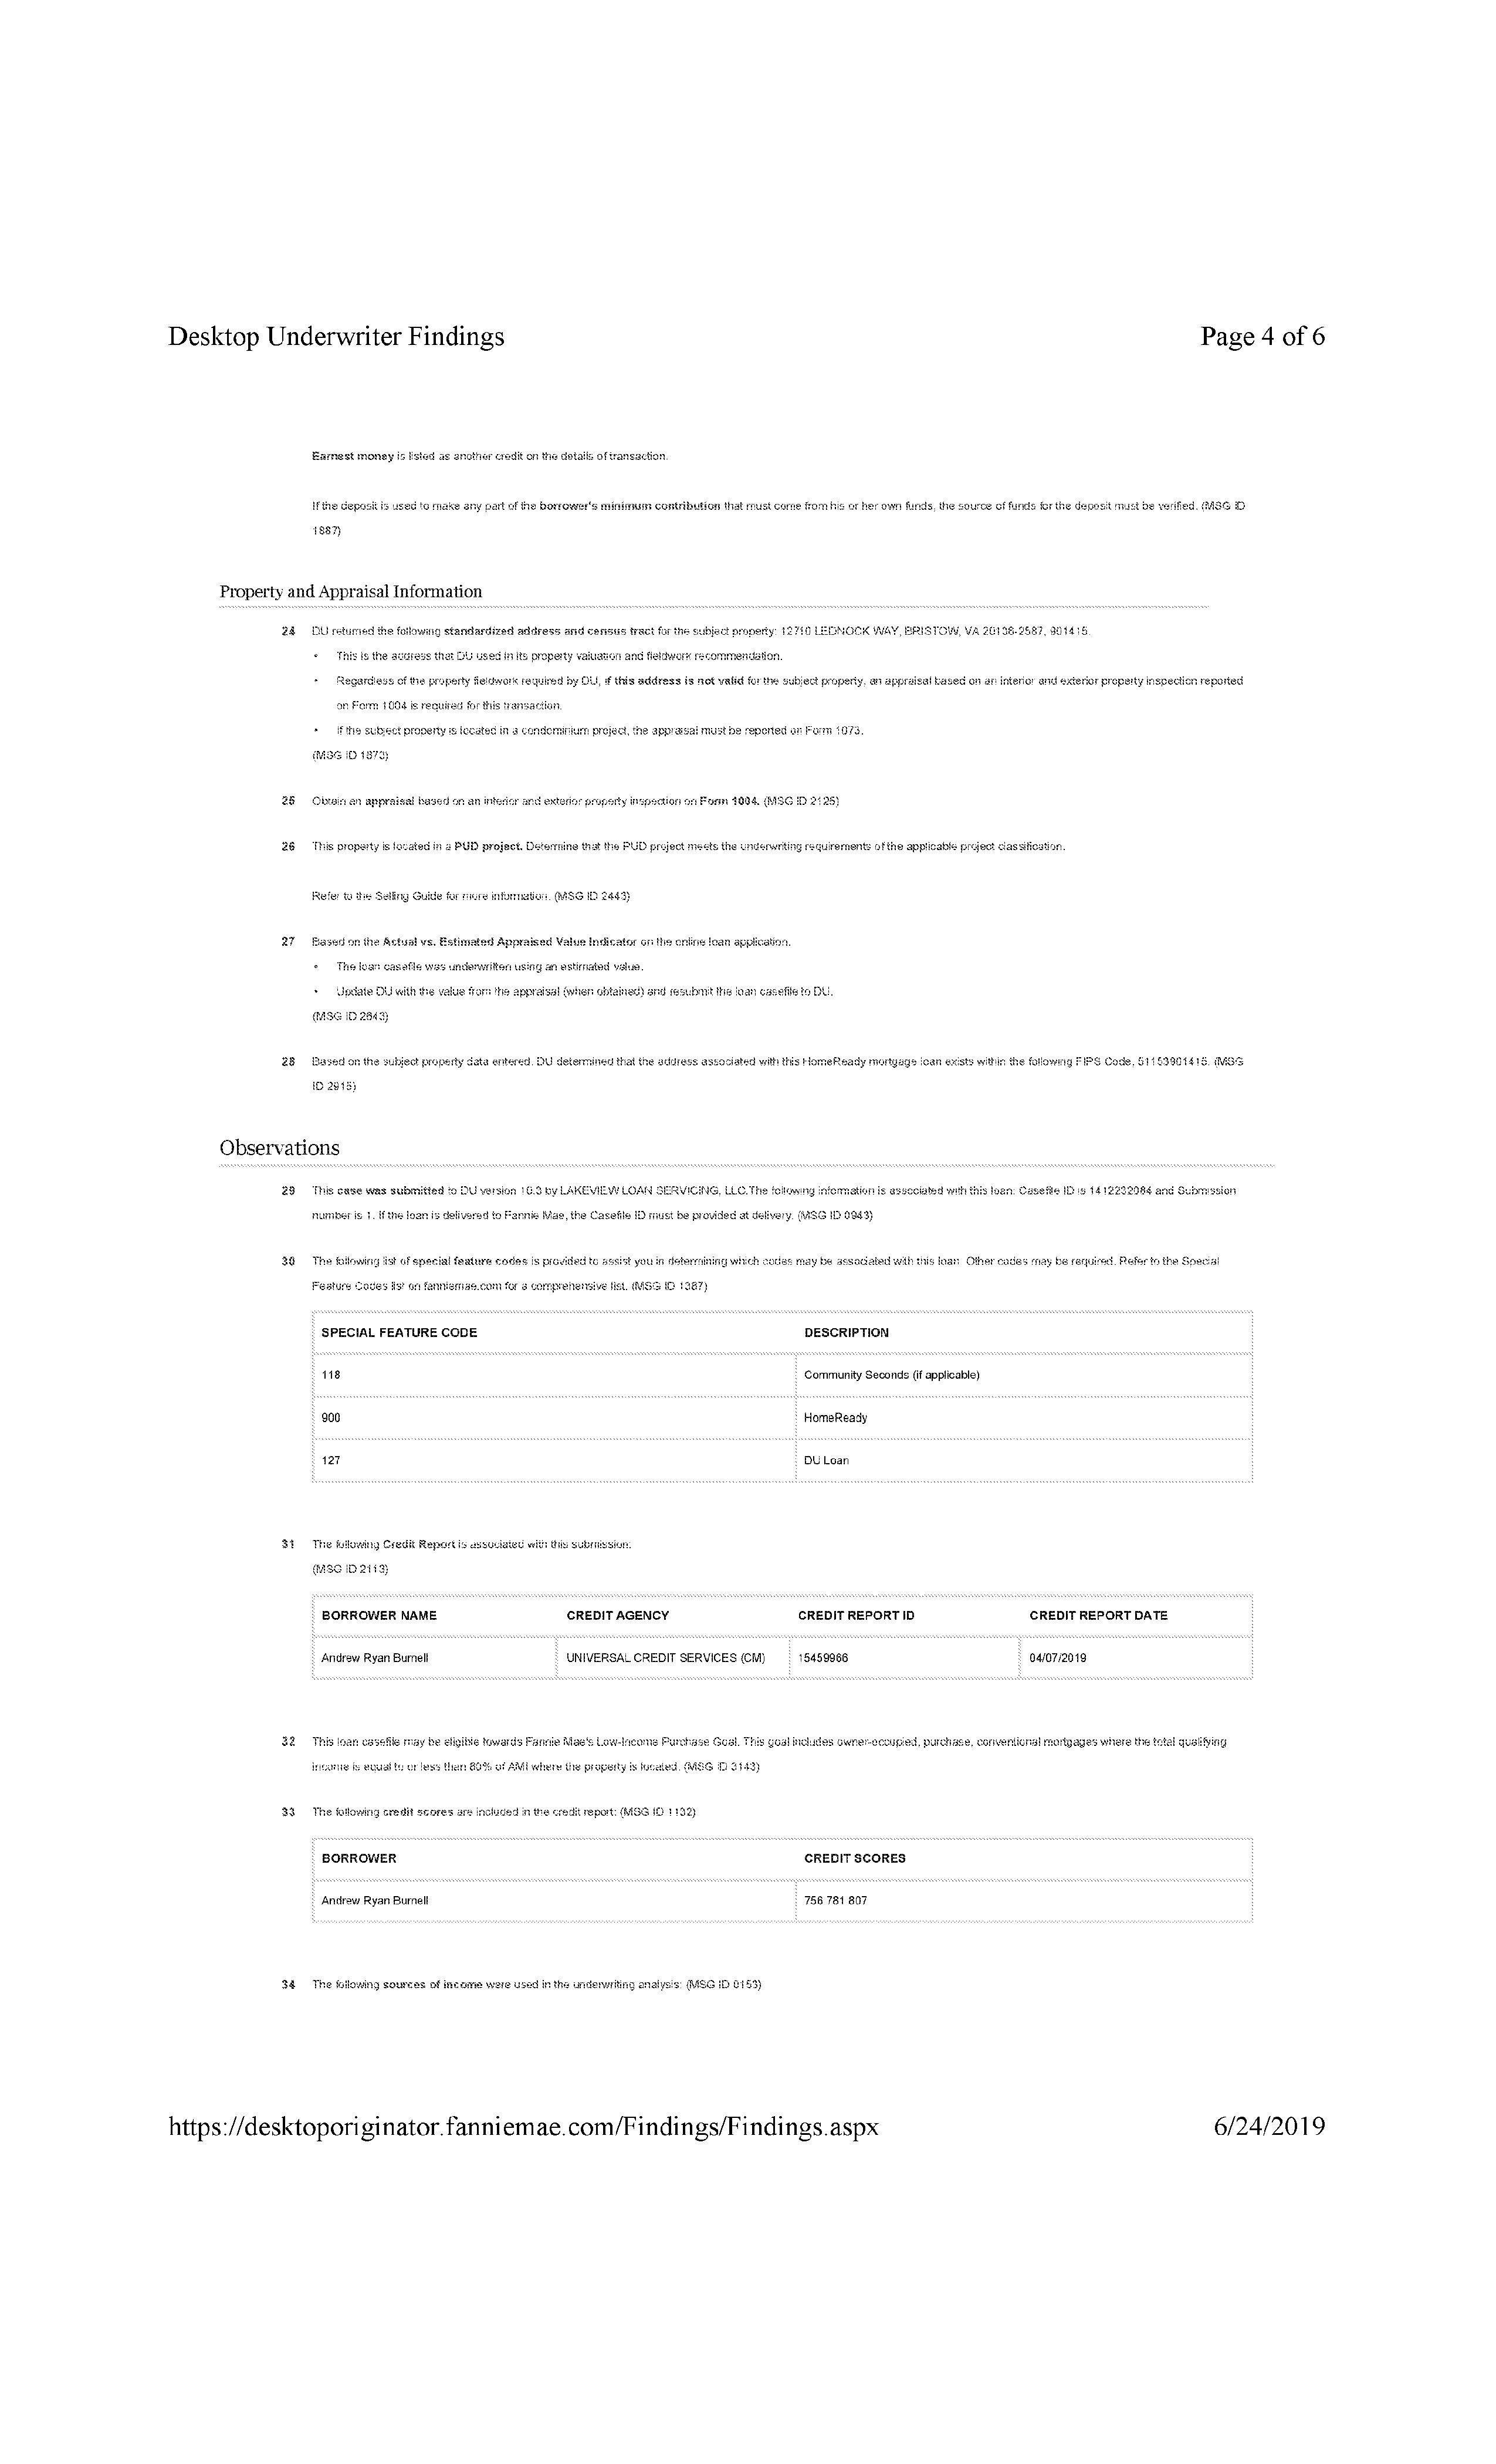 Desktop Underwriter Findings Page 4 of 6
Earnest money is listed as another credit on the details of transaction.
If the deposit is used to make any part of the borrower's minimum contribution that must come from his or her own funds, the source of funds for the deposit must be verified. (MSG ID
1887)
Property and Appraisal Information
24 DU returned the following standardized address and census tract for the subject property: 12710 LEDNOCK WAY, BRISTOW, VA 20136-2587, 901415.
• This is the address that DU used in its property valuation and fieldwork recommendation.
• Regardless of the property fieldwork required by DU, if this address is not valid for the subject property, an appraisal based on an interior and exterior property inspection reported
on Form 1004 is required for this transaction.
• If the subject property is located in a condominium project, the appraisal must be reported on Form 1073.
(MSG ID 1873)
25 Obtain an appraisal based on an interior and exterior property inspection on Form 1004. (MSG ID 2125)
26 This property is located in a PUD project. Determine that the PUD project meets the underwriting requirements of the applicable project classification.
Refer to the Selling Guide for more information. (MSG ID 2443)
27 Based on the Actual vs. Estimated Appraised Value Indicator on the online loan application.
• The loan casefile was underwritten using an estimated value.
• Update DU with the value from the appraisal (when obtained) and resubmit the loan casefile to DU.
(MSG ID 2643)
28 Based on the subject property data entered, DU determined that the address associated with this HomeReady mortgage loan exists within the following FIPS Code, 51153901415. (MSG
ID 2915)
Observations
29 This case was submitted to DU version 10.3 by LAKEVIEW LOAN SERVICING, LLC.The following information is associated with this loan: Casefile ID is 1412232084 and Submission
number is 1. If the loan is delivered to Fannie Mae, the Casefile ID must be provided at delivery. (MSG ID 0943)
30 The following list of special feature codes is provided to assist you in determining which codes may be associated with this loan. Other codes may be required. Refer to the Special
Feature Codes list on fanniemae.com for a comprehensive list. (MSG ID 1387)
SPECIAL FEATURE CODE DESCRIPTION
118 Community Seconds (if applicable)
900 HomeReady
127 DU Loan
31 The following Credit Report is associated with this submission:
(MSG ID 2113)
BORROWER NAME CREDIT AGENCY CREDIT REPORT ID CREDIT REPORT DATE
Andrew Ryan Burnell UNIVERSAL CREDIT SERVICES (CM) 15459966 04/07/2019
32 This loan casefile may be eligible towards Fannie Mae's Low-Income Purchase Goal. This goal includes owner-occupied, purchase, conventional mortgages where the total qualifying
income is equal to or less than 80% of AMI where the property is located. (MSG ID 3143)
33 The following credit scores are included in the credit report: (MSG ID 1132)
BORROWER CREDIT SCORES
Andrew Ryan Burnell 756 781 807
34 The following sources of income were used in the underwriting analysis: (MSG ID 0153)
https://desktoporiginator.fanniemae.com/Findings/Findings.aspx 6/24/2019